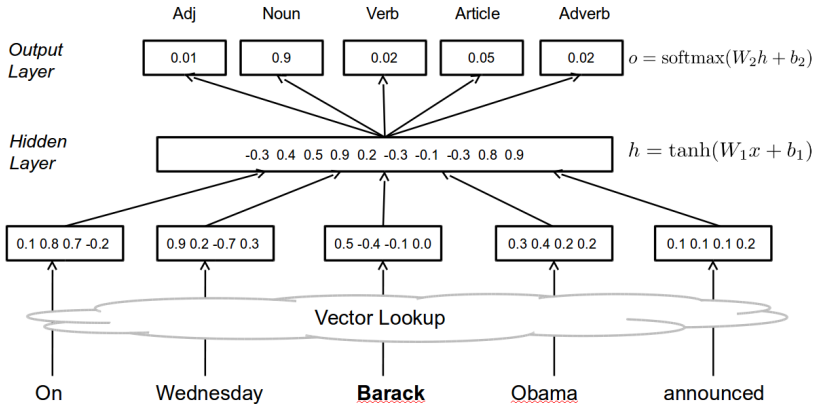 Adj Noun Verb Article Adverb
Output Layer
0.01 0.9 0.02 0.05 0.02
o = softmax(W₂h + b₂)
Hidden Layer
-0.3 0.4 0.5 0.9 0.2 -0.3 -0.1 -0.3 0.8 0.9
h = tanh(W₁x + b₁)
0.1 0.8 0.7 -0.2
0.9 0.2 -0.7 0.3
0.5 -0.4 -0.1 0.0
0.3 0.4 0.2 0.2
0.1 0.1 0.1 0.2
Vector Lookup
On Wednesday Barack Obama announced